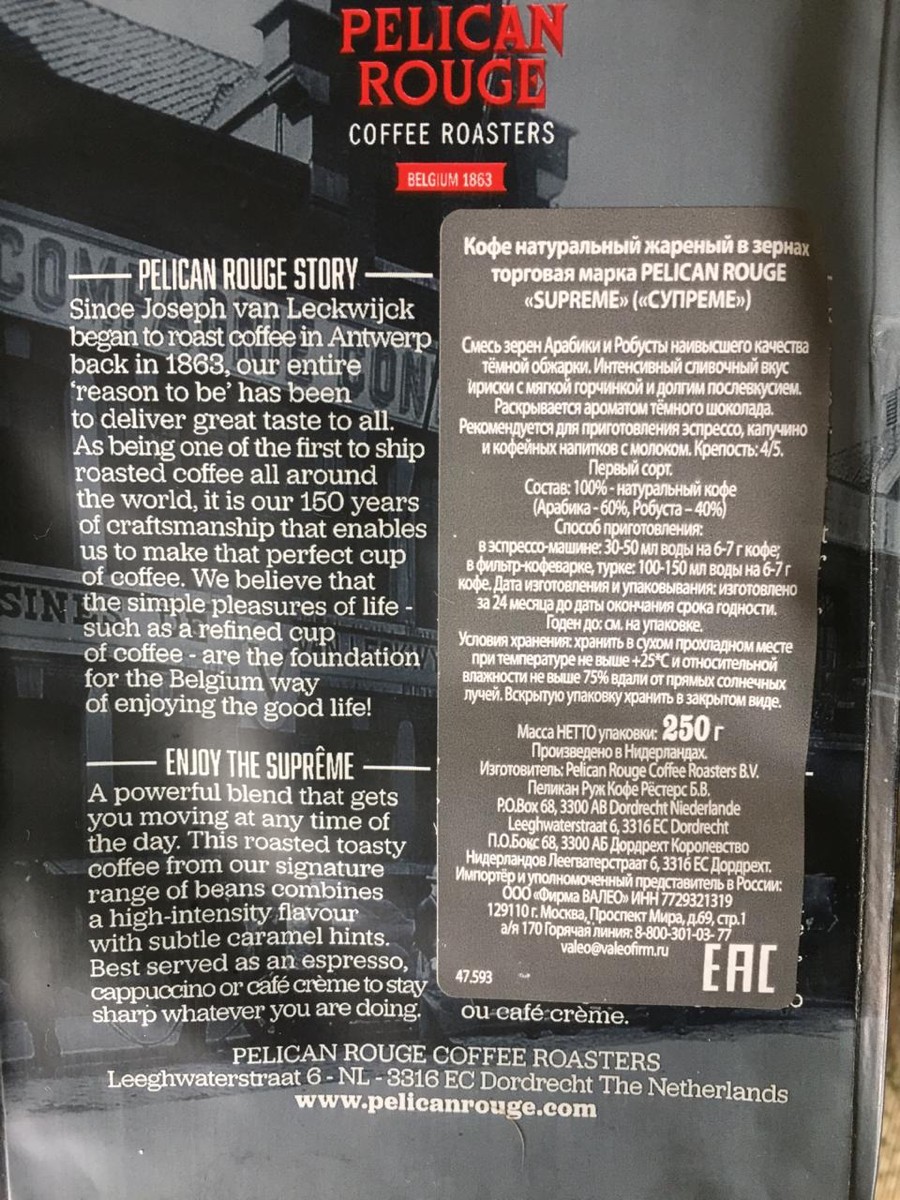 PELICAN
ROUGE
COFFEE ROASTERS
BELGIUM 1863
PELICAN ROUGE STORY
Since Joseph van Leckwijck
began to roast coffee in Antwerp
back in 1863, our entire
‘reason to be’ has been
to deliver great taste to all.
As being one of the first to ship
roasted coffee all around
the world, it is our 150 years
of craftsmanship that enables
us to make that perfect cup
of coffee. We believe that
the simple pleasures of life -
such as a refined cup
of coffee - are the foundation
for the Belgium way
of enjoying the good life!
ENJOY THE SUPRÊME
A powerful blend that gets
you moving at any time of
the day. This roasted toasty
coffee from our signature
range of beans combines
a high-intensity flavour
with subtle caramel hints.
Best served as an espresso,
cappuccino or café crème to stay
sharp whatever you are doing.
Кофе натуральный жареный в зернах
торговая марка PELICAN ROUGE
«SUPREME» («СУПРЕМЕ»)
Смесь зерен Арабики и Робусты наивысшего качества
тёмной обжарки. Интенсивный сливочный вкус
ириски с мягкой горчинкой и долгим послевкусием.
Раскрывается ароматом тёмного шоколада.
Рекомендуется для приготовления эспрессо, капучино
и кофейных напитков с молоком. Крепость: 4/5.
Первый сорт.
Состав: 100% - натуральный кофе
(Арабика - 60%, Робуста – 40%)
Способ приготовления:
в эспрессо-машине: 30-50 мл воды на 6-7 г кофе;
в фильтр-кофеварке, турке: 100-150 мл воды на 6-7 г
кофе. Дата изготовления и упаковывания: изготовлено
за 24 месяца до даты окончания срока годности.
Годен до: см. на упаковке.
Условия хранения: хранить в сухом прохладном месте
при температуре не выше +25°С и относительной
влажности не выше 75% вдали от прямых солнечных
лучей. Вскрытую упаковку хранить в закрытом виде.
Масса НЕТТО упаковки: 250 г
Произведено в Нидерландах.
Изготовитель: Pelican Rouge Coffee Roasters B.V.
Пеликан Руж Кофе Рёстерс Б.В.
P.O.Box 68, 3300 AB Dordrecht Niederlande
Leeghwaterstraat 6, 3316 EC Dordrecht
П.О.Бокс 68, 3300 АБ Дордрехт Королевство
Нидерландов Леегватерстраат 6, 3316 ЕС Дордрехт.
Импортёр и уполномоченный представитель в России:
ООО «Фирма ВАЛЕО» ИНН 7729321319
129110 г. Москва, Проспект Мира, д.69, стр.1
а/я 170 Горячая линия: 8-800-301-03- 77
valeo@valeofirm.ru
EAC
47.593
ou café crème.
PELICAN ROUGE COFFEE ROASTERS
Leeghwaterstraat 6 - NL - 3316 EC Dordrecht The Netherlands
www.pelicanrouge.com